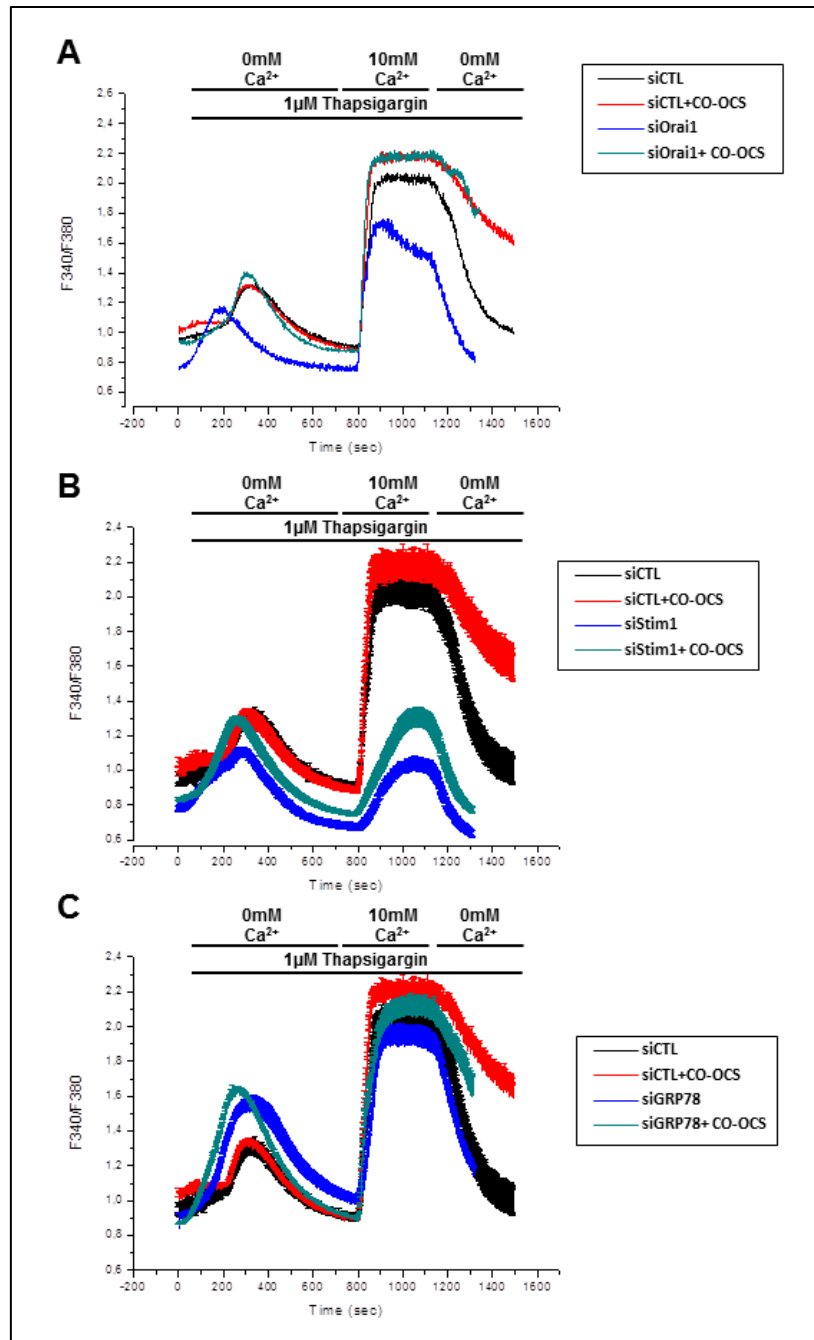 A
0mM 10mM 0mM
Ca²⁺ Ca²⁺ Ca²⁺
1µM Thapsigargin
2,6
2,4
2,2
2,0
1,8
1,6
1,4
1,2
1,0
0,8
0,6
F340/F380
-200 0 200 400 600 800 1000 1200 1400 1600
Time (sec)
siCTL
siCTL+CO-OCS
siOrai1
siOrai1+ CO-OCS
B
0mM 10mM 0mM
Ca²⁺ Ca²⁺ Ca²⁺
1µM Thapsigargin
2,4
2,2
2,0
1,8
1,6
1,4
1,2
1,0
0,8
0,6
F340/F380
-200 0 200 400 600 800 1000 1200 1400 1600
Time (sec)
siCTL
siCTL+CO-OCS
siStim1
siStim1+ CO-OCS
C
0mM 10mM 0mM
Ca²⁺ Ca²⁺ Ca²⁺
1µM Thapsigargin
2,4
2,2
2,0
1,8
1,6
1,4
1,2
1,0
0,8
0,6
F340/F380
-200 0 200 400 600 800 1000 1200 1400 1600
Time (sec)
siCTL
siCTL+CO-OCS
siGRP78
siGRP78+ CO-OCS